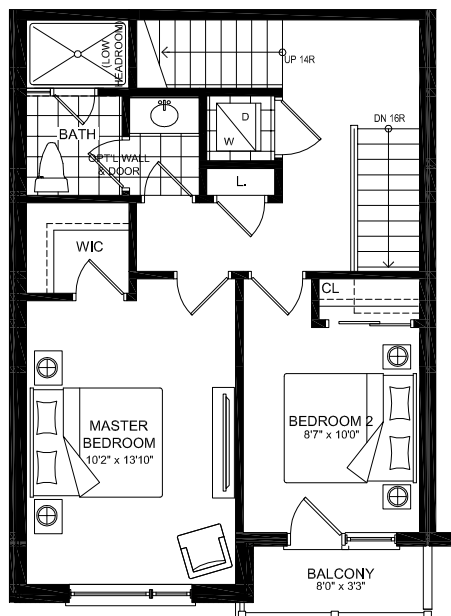 (LOW
HEADROOM)
UP 14R
D
W
DN 16R
BATH
OPT'L WALL
& DOOR
L.
WIC
CL
MASTER
BEDROOM
10'2" x 13'10"
BEDROOM 2
8'7" x 10'0"
BALCONY
8'0" x 3'3"